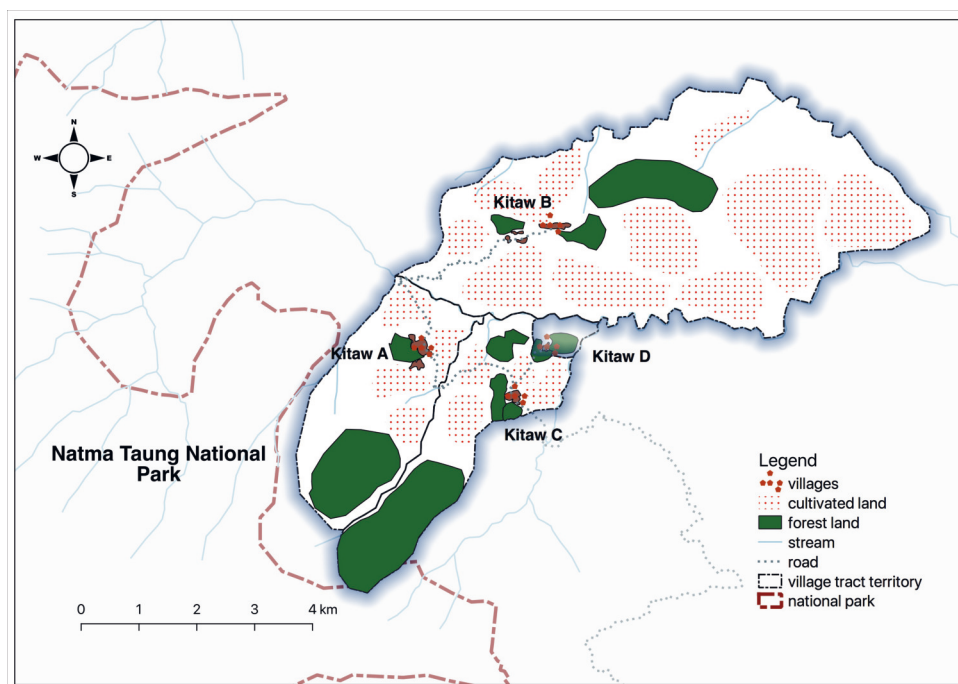 N
W
E
S
Kitaw B
Kitaw A
Kitaw D
Kitaw C
Natma Taung National
Park
Legend
villages
cultivated land
forest land
stream
road
village tract territory
national park
0 1 2 3 4 km